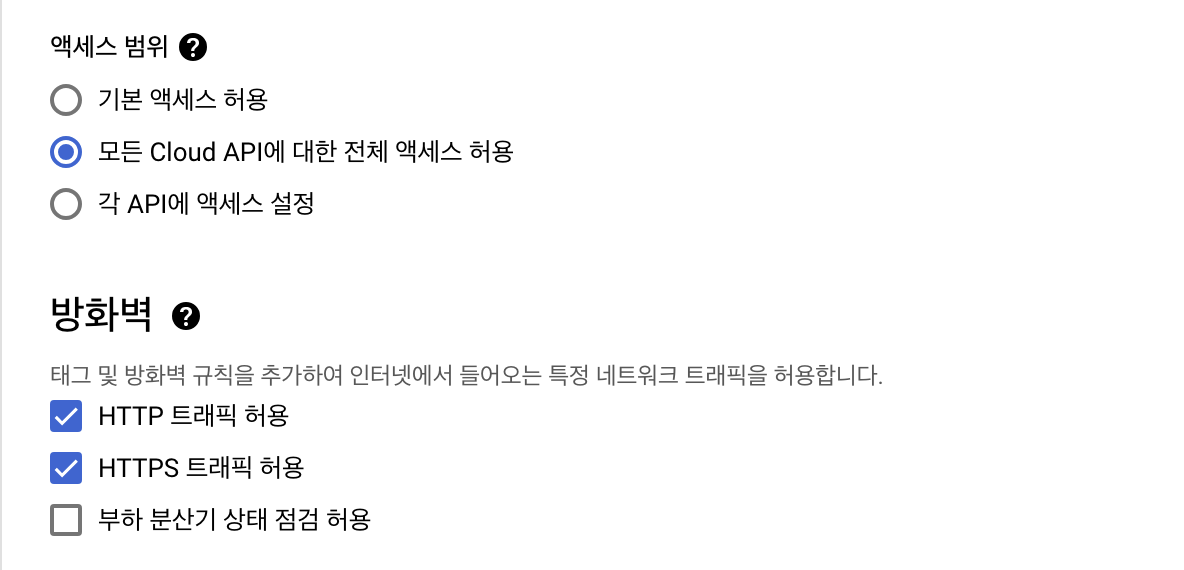 액세스 범위 ?
기본 액세스 허용
모든 Cloud API에 대한 전체 액세스 허용
각 API에 액세스 설정
방화벽 ?
태그 및 방화벽 규칙을 추가하여 인터넷에서 들어오는 특정 네트워크 트래픽을 허용합니다.
HTTP 트래픽 허용
HTTPS 트래픽 허용
부하 분산기 상태 점검 허용